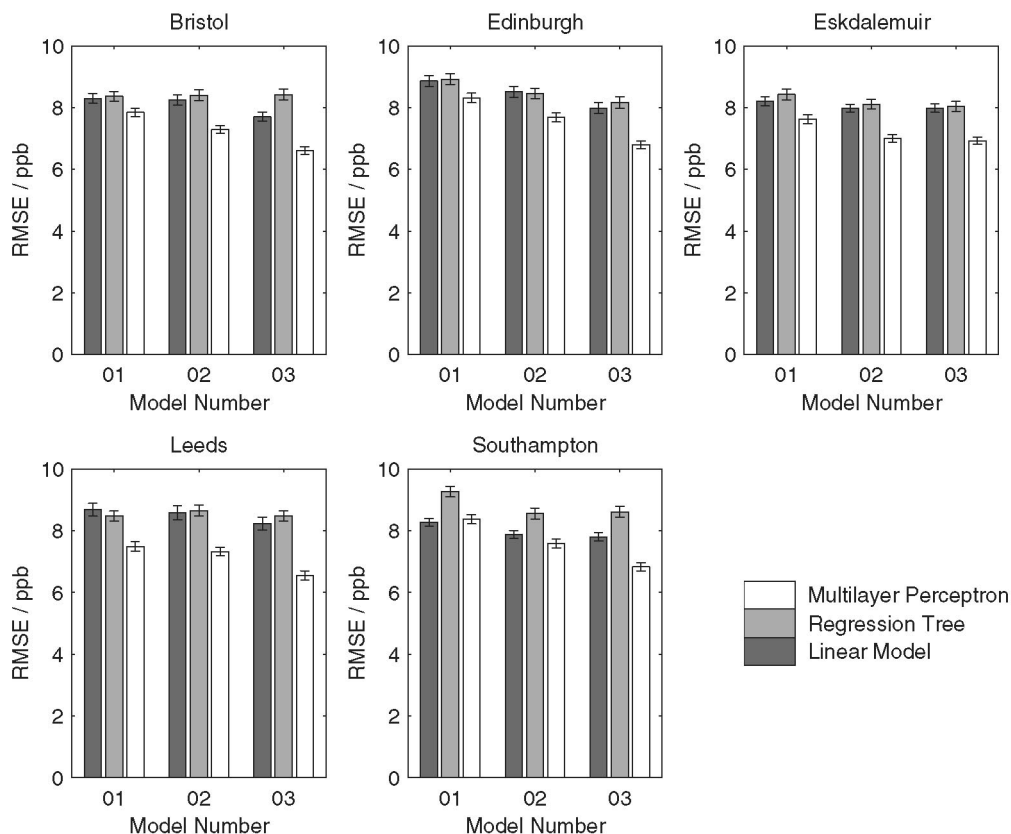 Bristol
10
8
6
4
2
0
RMSE / ppb
01 02 03
Model Number
Edinburgh
10
8
6
4
2
0
RMSE / ppb
01 02 03
Model Number
Eskdalemuir
10
8
6
4
2
0
RMSE / ppb
01 02 03
Model Number
Leeds
10
8
6
4
2
0
RMSE / ppb
01 02 03
Model Number
Southampton
10
8
6
4
2
0
RMSE / ppb
01 02 03
Model Number
Multilayer Perceptron
Regression Tree
Linear Model